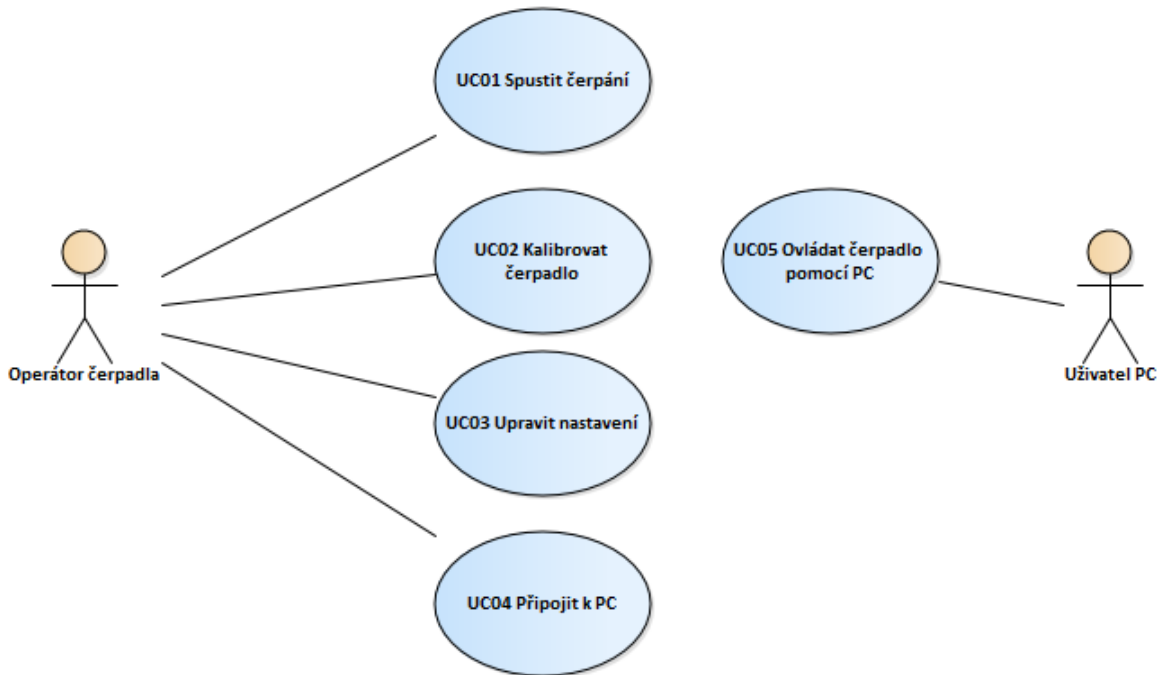 UC01 Spustit čerpání
UC02 Kalibrovat
čerpadlo
UC05 Ovládat čerpadlo
pomocí PC
Operátor čerpadla
Uživatel PC
UC03 Upravit nastavení
UC04 Připojit k PC